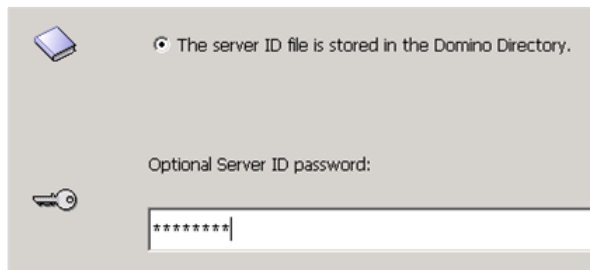 The server ID file is stored in the Domino Directory.
Optional Server ID password:
********